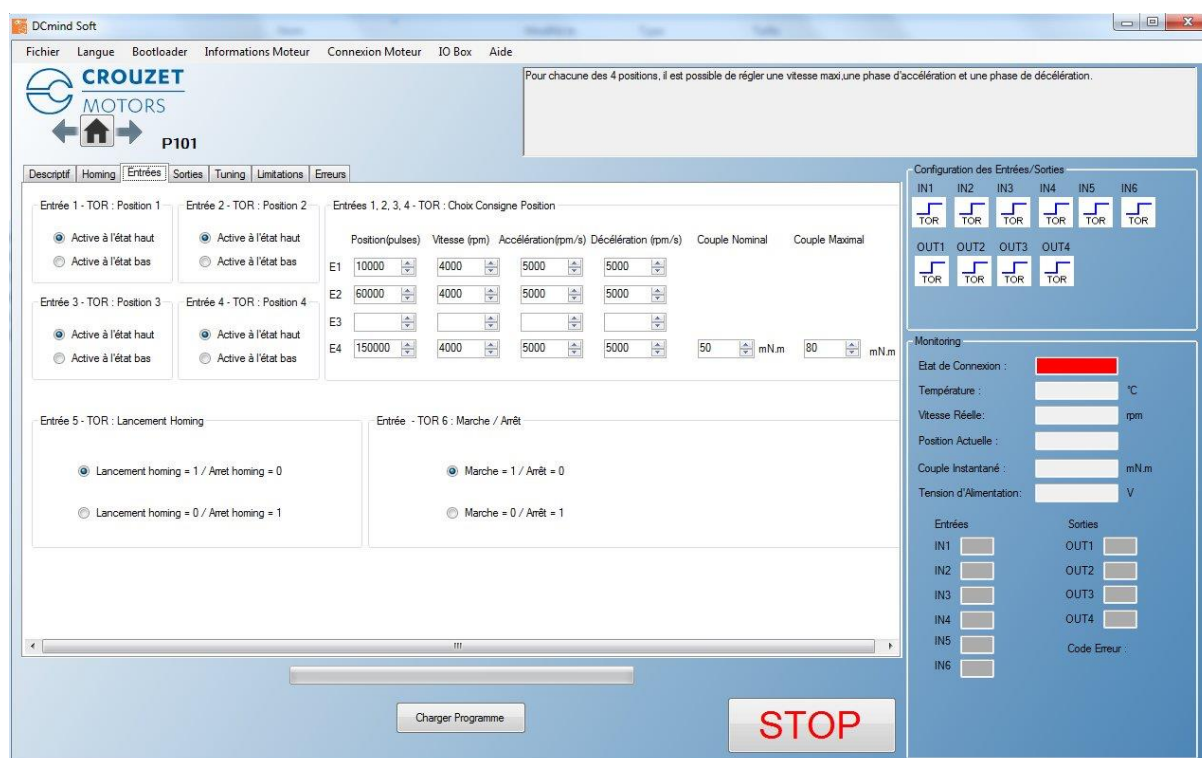 DCmind Soft
Fichier Langue Bootloader Informations Moteur Connexion Moteur IO Box Aide
CROUZET
MOTORS
P101
Pour chacune des 4 positions, il est possible de régler une vitesse maxi,une phase d'accélération et une phase de décélération.
Descriptif Homing Entrées Sorties Tuning Limitations Erreurs
Entrée 1 - TOR : Position 1
Active à l'état haut
Active à l'état bas
Entrée 2 - TOR : Position 2
Active à l'état haut
Active à l'état bas
Entrée 3 - TOR : Position 3
Active à l'état haut
Active à l'état bas
Entrée 4 - TOR : Position 4
Active à l'état haut
Active à l'état bas
Entrées 1, 2, 3, 4 - TOR : Choix Consigne Position
Position(pulses) Vitesse (rpm) Accélération(rpm/s) Décélération (rpm/s) Couple Nominal Couple Maximal
E1 10000 4000 5000 5000
E2 60000 4000 5000 5000
E3
E4 150000 4000 5000 5000 50 mN.m 80 mN.m
Entrée 5 - TOR : Lancement Homing
Lancement homing = 1 / Arret homing = 0
Lancement homing = 0 / Arret homing = 1
Entrée - TOR 6 : Marche / Arrêt
Marche = 1 / Arrêt = 0
Marche = 0 / Arrêt = 1
Charger Programme
STOP
Configuration des Entrées/Sorties
IN1 IN2 IN3 IN4 IN5 IN6
TOR TOR TOR TOR TOR TOR
OUT1 OUT2 OUT3 OUT4
TOR TOR TOR TOR
Monitoring
Etat de Connexion :
Température : °C
Vitesse Réelle: rpm
Position Actuelle :
Couple Instantané : mN.m
Tension d'Alimentation: V
Entrées Sorties
IN1 OUT1
IN2 OUT2
IN3 OUT3
IN4 OUT4
IN5 Code Erreur :
IN6